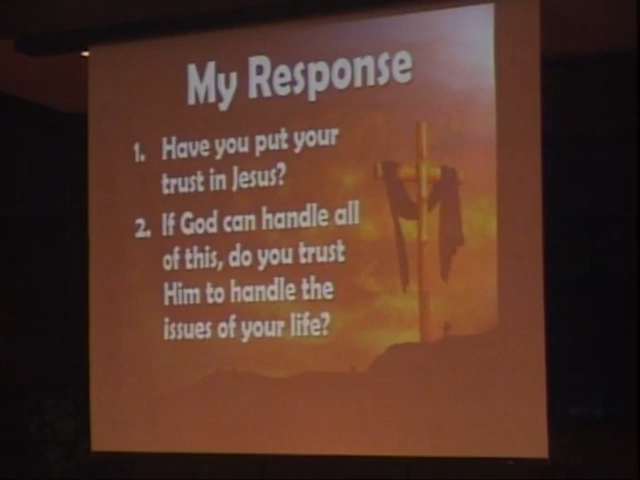 My Response
1. Have you put your
trust in Jesus?
2. If God can handle all
of this, do you trust
Him to handle the
issues of your life?